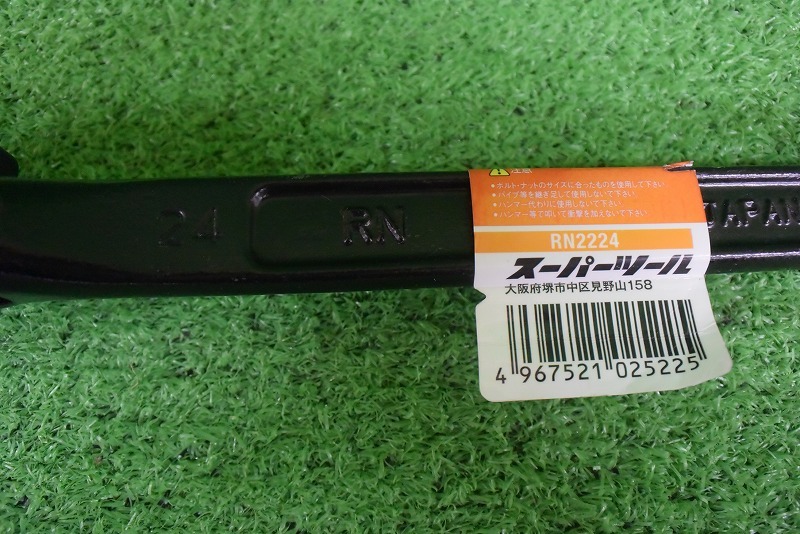 24 RN JAPAN
⚠注意
•ボルト・ナットのサイズに合ったものを使用して下さい
•パイプ等を継ぎ足して使用しないで下さい
•ハンマー代わりに使用しないで下さい
•ハンマー等で叩いて衝撃を加えないで下さい
RN2224
スーパーツール
大阪府堺市中区見野山158
4 967521 025225